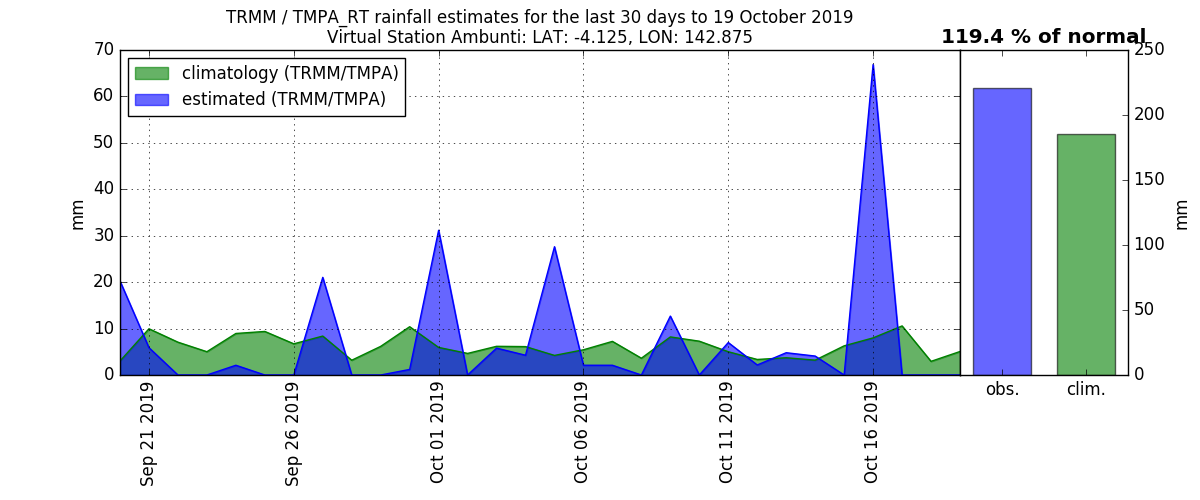 TRMM / TMPA_RT rainfall estimates for the last 30 days to 19 October 2019
Virtual Station Ambunti: LAT: -4.125, LON: 142.875
119.4 % of normal
climatology (TRMM/TMPA)
estimated (TRMM/TMPA)
70
60
50
40
30
20
10
0
mm
Sep 21 2019
Sep 26 2019
Oct 01 2019
Oct 06 2019
Oct 11 2019
Oct 16 2019
250
200
150
100
50
0
mm
obs.
clim.